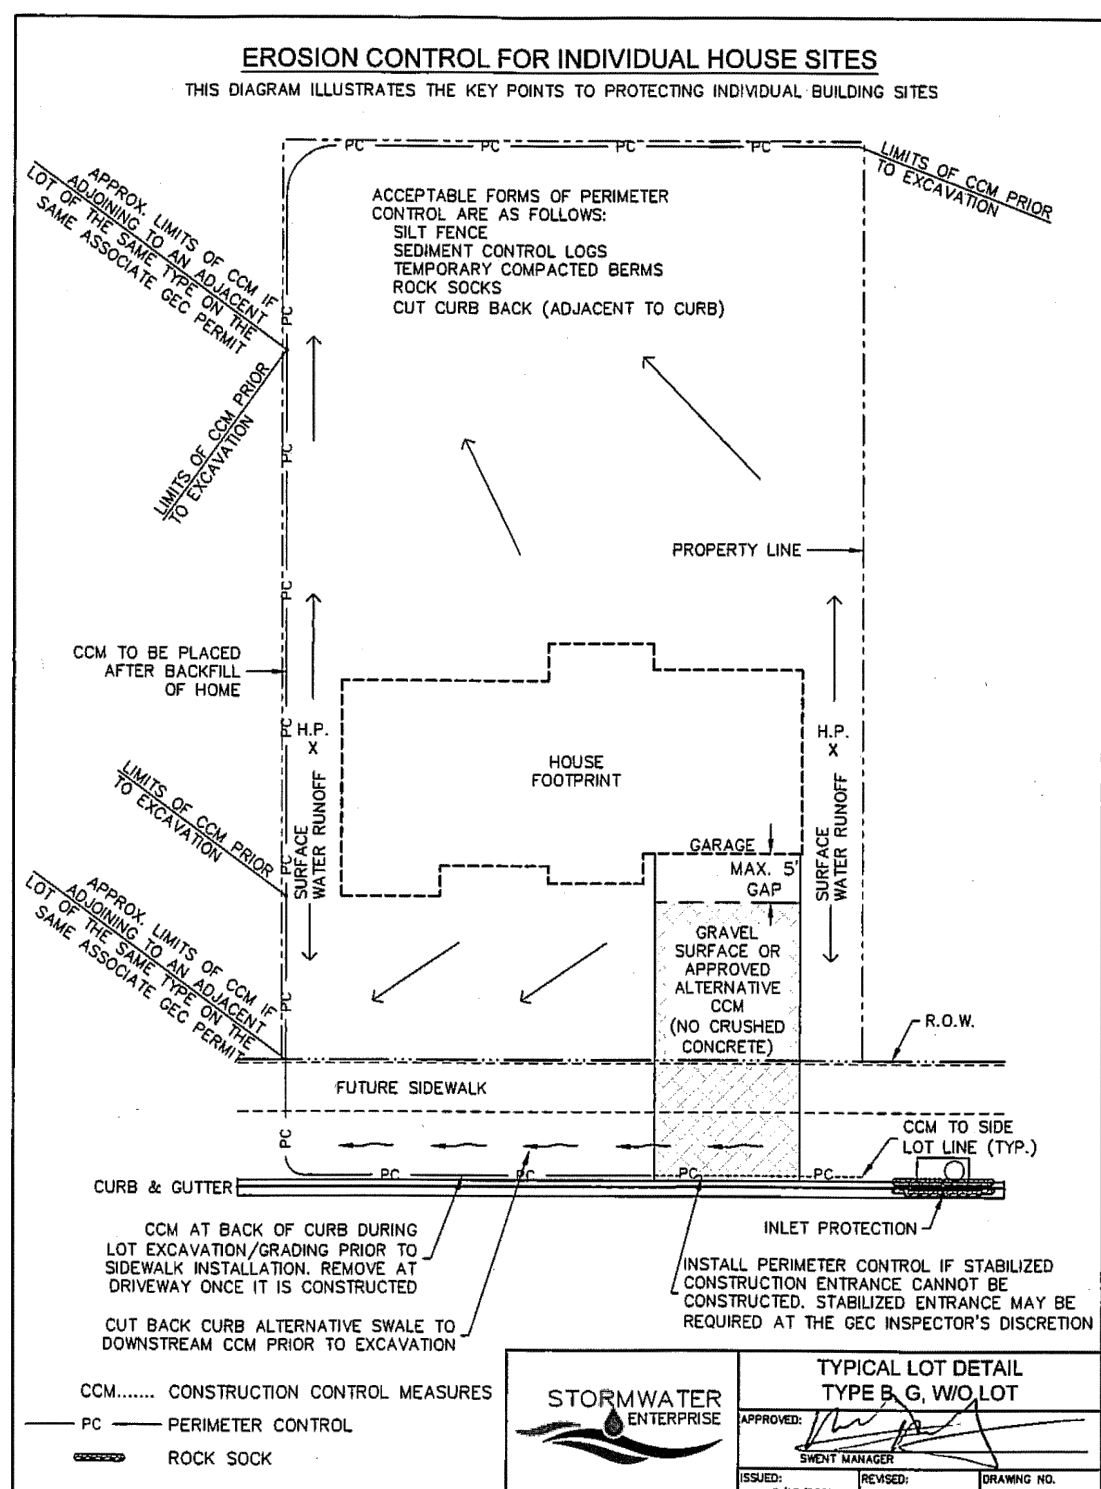 EROSION CONTROL FOR INDIVIDUAL HOUSE SITES
THIS DIAGRAM ILLUSTRATES THE KEY POINTS TO PROTECTING INDIVIDUAL BUILDING SITES
PC PC PC PC
LIMITS OF CCM PRIOR
TO EXCAVATION
APPROX. LIMITS OF CCM IF
ADJOINING TO AN ADJACENT
LOT OF THE SAME TYPE ON THE
SAME ASSOCIATE GEC PERMIT
ACCEPTABLE FORMS OF PERIMETER
CONTROL ARE AS FOLLOWS:
SILT FENCE
SEDIMENT CONTROL LOGS
TEMPORARY COMPACTED BERMS
ROCK SOCKS
CUT CURB BACK (ADJACENT TO CURB)
PC
LIMITS OF CCM PRIOR
TO EXCAVATION
PC
PROPERTY LINE
PC
CCM TO BE PLACED
AFTER BACKFILL
OF HOME
PC
H.P.
X
H.P.
X
HOUSE
FOOTPRINT
LIMITS OF CCM PRIOR
TO EXCAVATION
PC
SURFACE
WATER RUNOFF
SURFACE
WATER RUNOFF
GARAGE
MAX. 5'
GAP
APPROX. LIMITS OF CCM IF
ADJOINING TO AN ADJACENT
LOT OF THE SAME TYPE ON THE
SAME ASSOCIATE GEC PERMIT
PC
GRAVEL
SURFACE OR
APPROVED
ALTERNATIVE
CCM
(NO CRUSHED
CONCRETE)
R.O.W.
FUTURE SIDEWALK
PC
CCM TO SIDE
LOT LINE (TYP.)
PC PC PC PC
CURB & GUTTER
INLET PROTECTION
CCM AT BACK OF CURB DURING
LOT EXCAVATION/GRADING PRIOR TO
SIDEWALK INSTALLATION. REMOVE AT
DRIVEWAY ONCE IT IS CONSTRUCTED
INSTALL PERIMETER CONTROL IF STABILIZED
CONSTRUCTION ENTRANCE CANNOT BE
CONSTRUCTED. STABILIZED ENTRANCE MAY BE
REQUIRED AT THE GEC INSPECTOR'S DISCRETION
CUT BACK CURB ALTERNATIVE SWALE TO
DOWNSTREAM CCM PRIOR TO EXCAVATION
CCM....... CONSTRUCTION CONTROL MEASURES
PC PERIMETER CONTROL
ROCK SOCK
STORMWATER
ENTERPRISE
TYPICAL LOT DETAIL
TYPE B, G, W/O LOT
APPROVED:
SWENT MANAGER
ISSUED:
REVISED:
DRAWING NO.